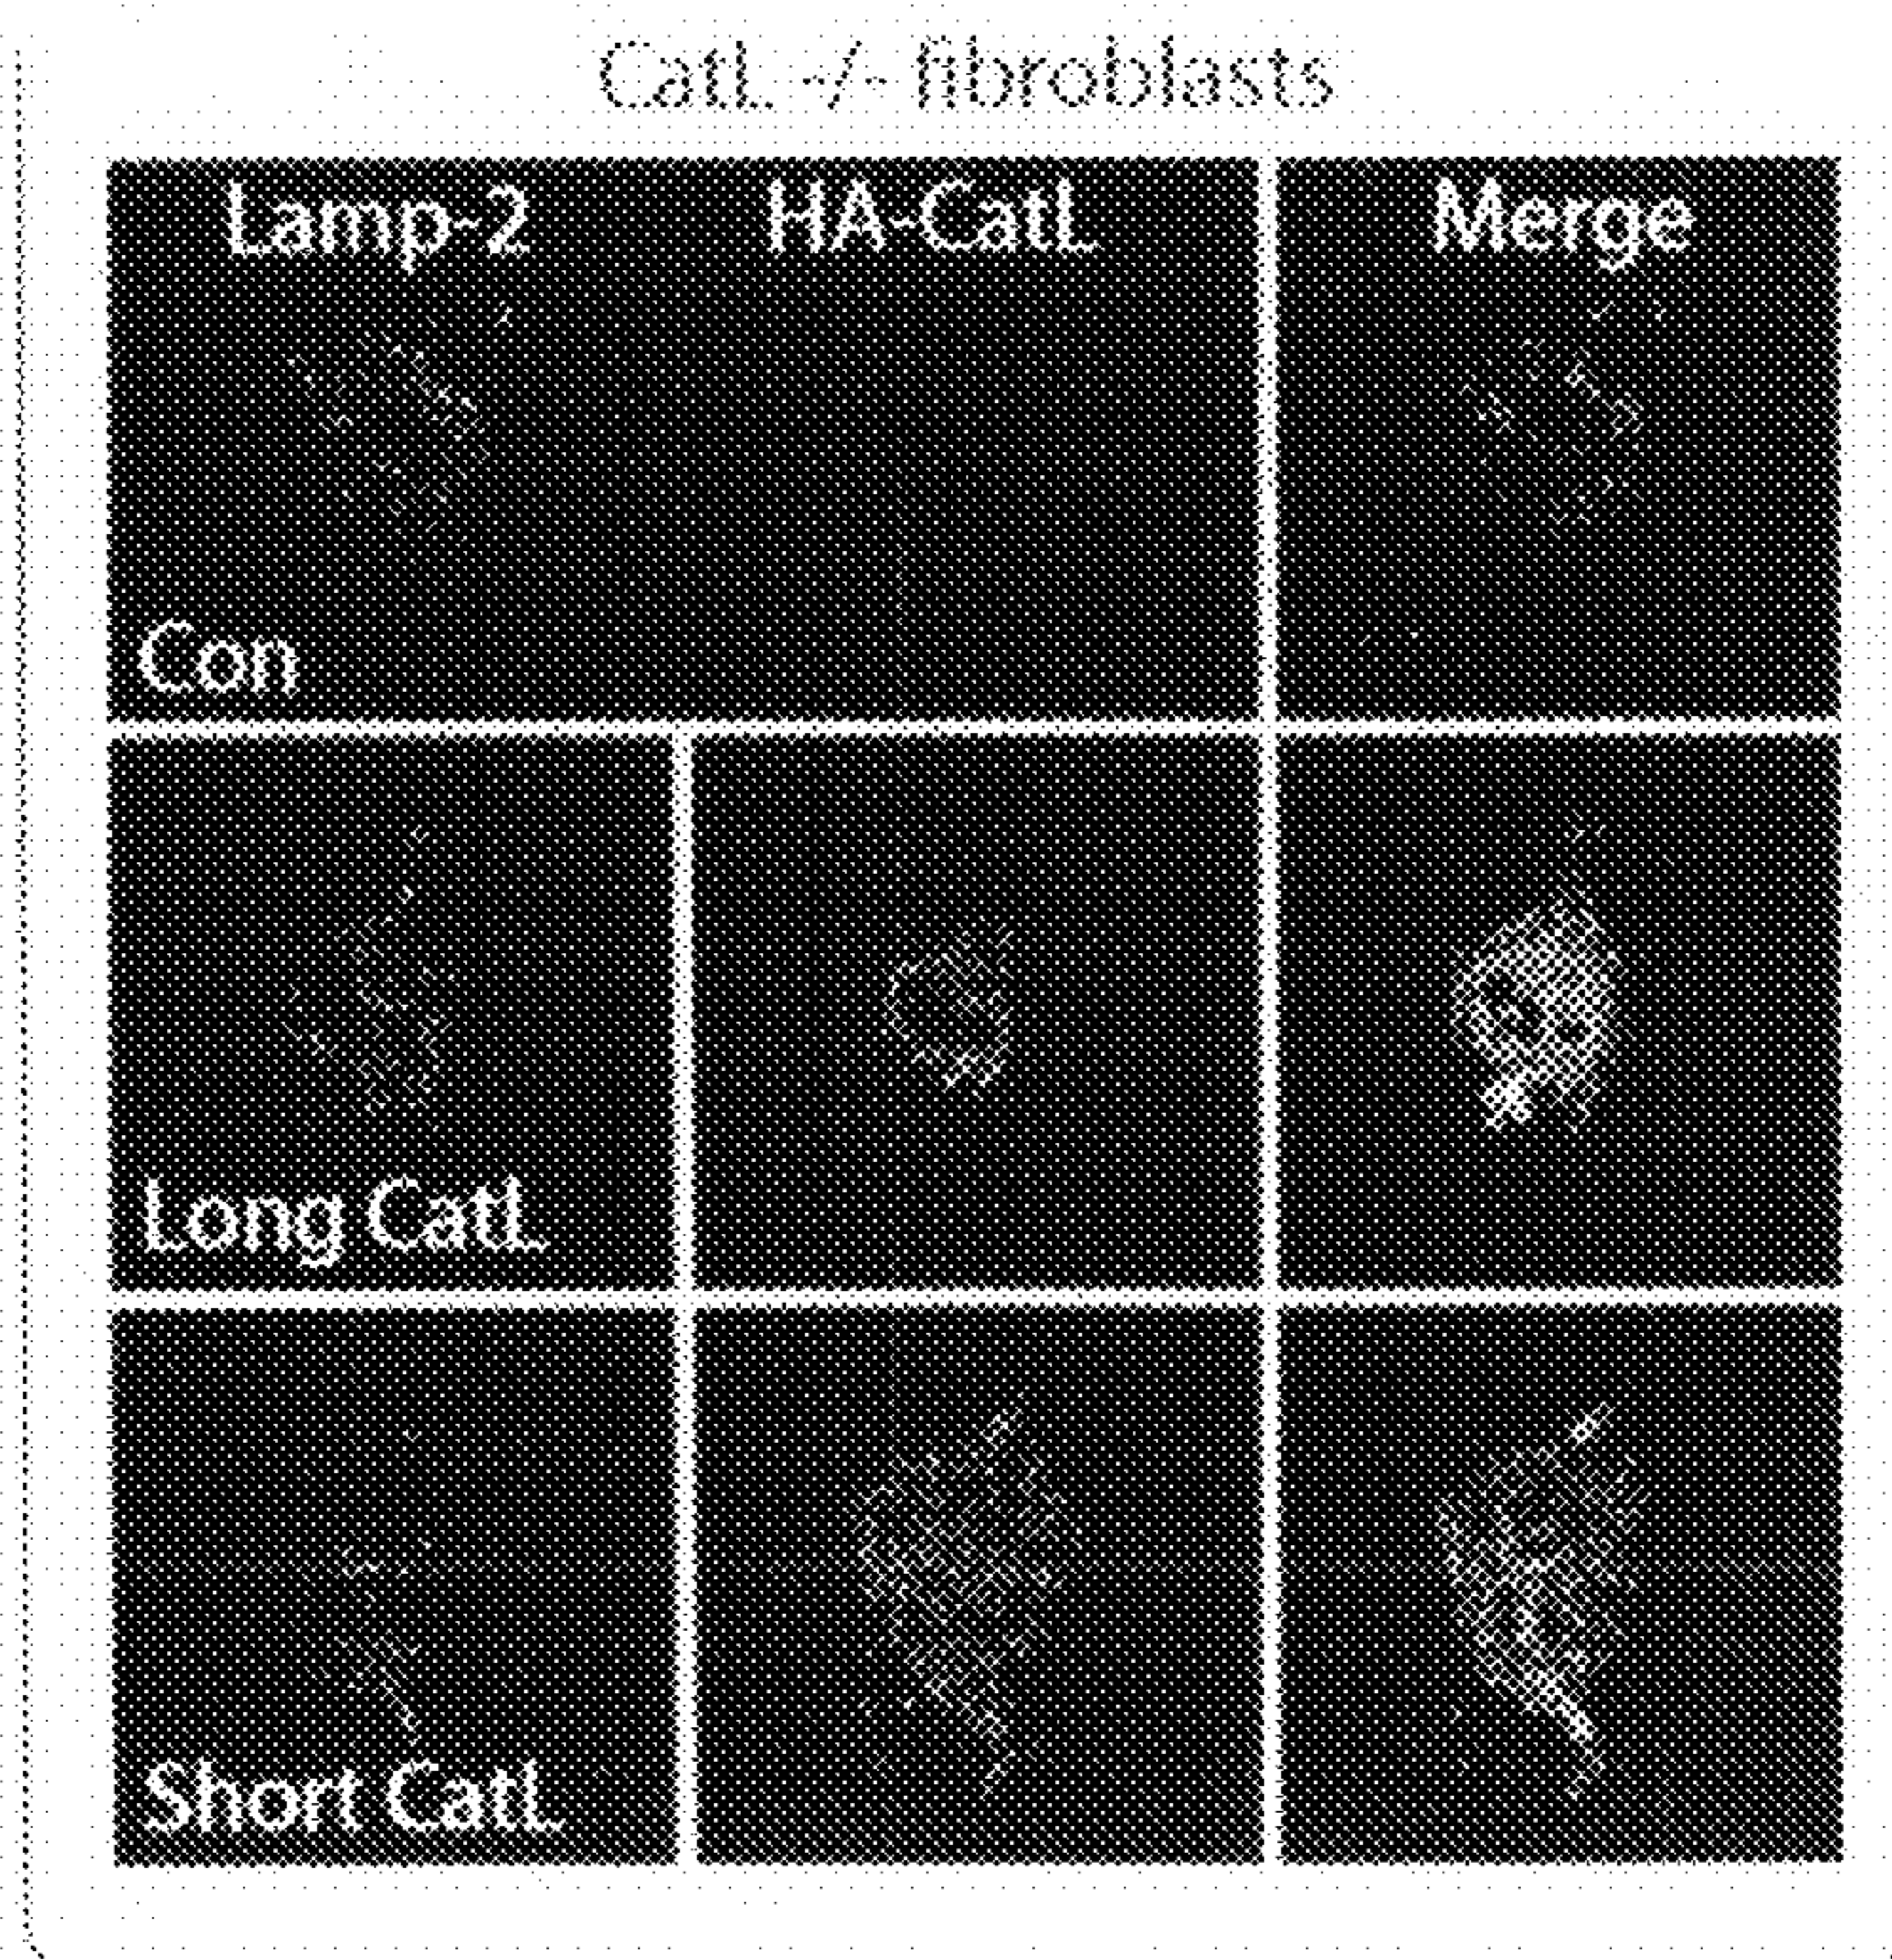 CatL -/- fibroblasts
Lamp-2 HA-CatL Merge
Con
Long CatL
Short CatL